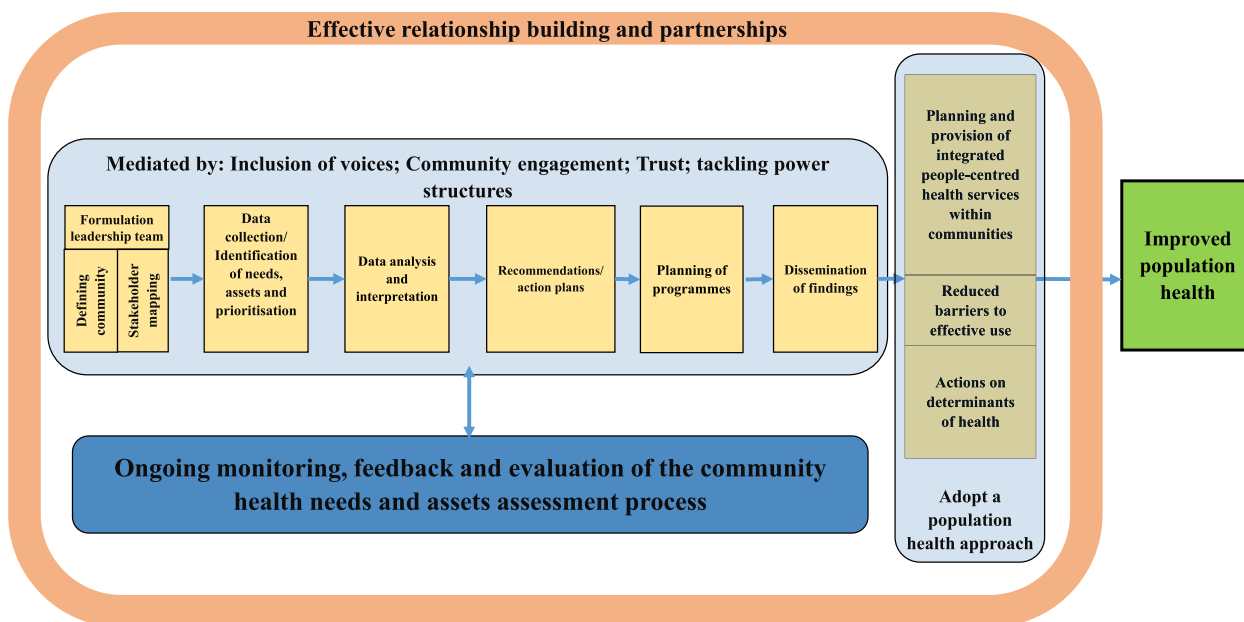 Effective relationship building and partnerships
Mediated by: Inclusion of voices; Community engagement; Trust; tackling power
structures
Formulation
leadership team
Defining
community
Stakeholder
mapping
Data
collection/
Identification
of needs,
assets and
prioritisation
Data analysis
and
interpretation
Recommendations/
action plans
Planning of
programmes
Dissemination
of findings
Ongoing monitoring, feedback and evaluation of the community
health needs and assets assessment process
Planning and
provision of
integrated
people-centred
health services
within
communities
Reduced
barriers to
effective use
Actions on
determinants
of health
Adopt a
population
health approach
Improved
population
health